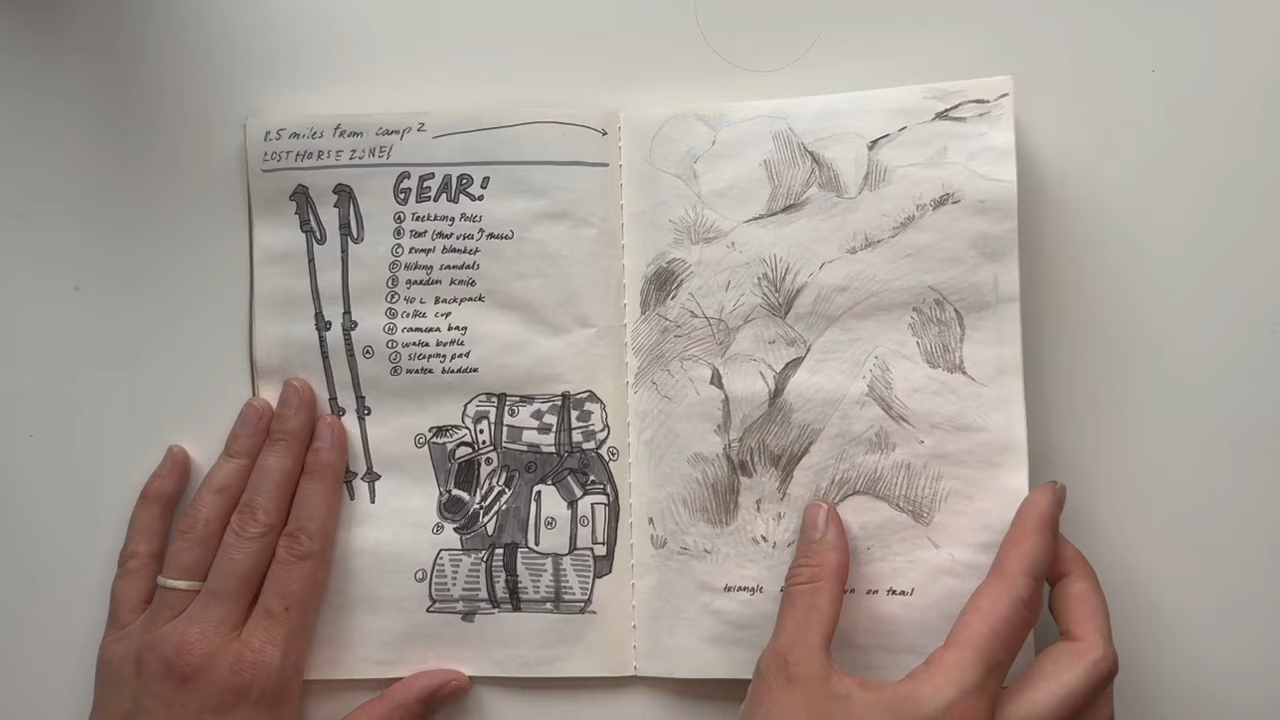 11.5 miles from camp 2
LOST HORSE ZONE!
GEAR:
A Trekking Poles
B Tent (that uses these)
C Rumpl blanket
D Hiking sandals
E garden knife
F 40 L Backpack
G Coffee cup
H camera bag
I water bottle
J sleeping pad
K water bladder
A
B
C
K
F
G
H
I
D
J
triangle on trail